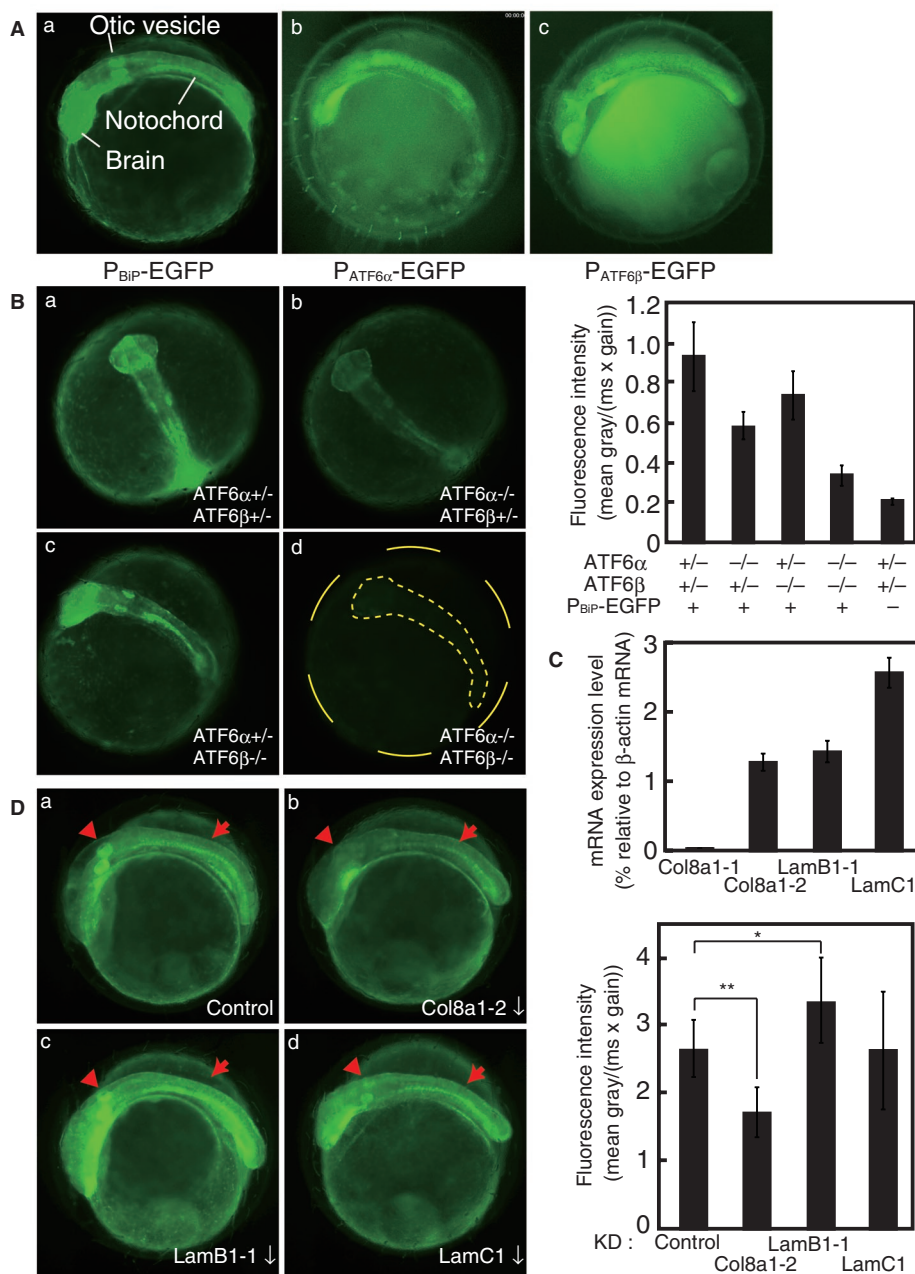 A
a
Otic vesicle
Notochord
Brain
b
00:00:0
c
PBiP-EGFP
PATF6α-EGFP
PATF6β-EGFP
B
a
ATF6α+/-
ATF6β+/-
b
ATF6α-/-
ATF6β+/-
c
ATF6α+/-
ATF6β-/-
d
ATF6α-/-
ATF6β-/-
Fluorescence intensity
(mean gray/(ms x gain))
1.2
1.0
0.8
0.6
0.4
0.2
0
ATF6α +/– –/– +/– –/– +/–
ATF6β +/– +/– –/– –/– +/–
PBiP-EGFP + + + + –
C
mRNA expression level
(% relative to β-actin mRNA)
3
2
1
0
Col8a1-1
Col8a1-2
LamB1-1
LamC1
D
a
Control
b
Col8a1-2 ↓
c
LamB1-1 ↓
d
LamC1 ↓
Fluorescence intensity
(mean gray/(ms x gain))
4
3
2
1
0
*
**
KD : Control
Col8a1-2
LamB1-1
LamC1